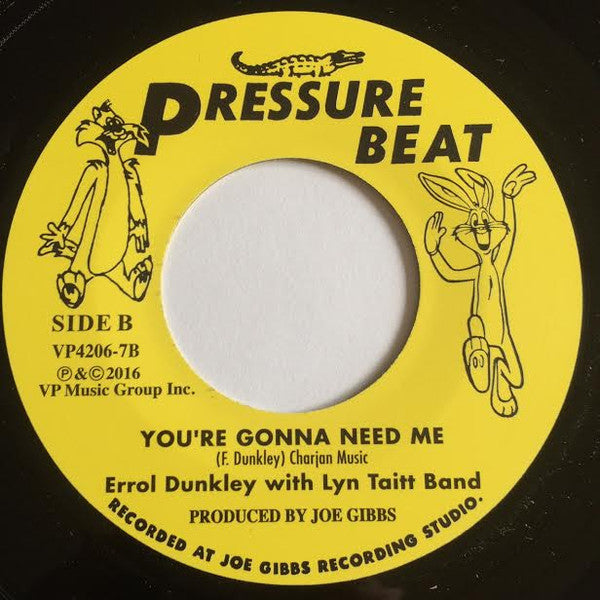 PRESSURE
BEAT
SIDE B
VP4206-7B
℗&©2016
VP Music Group Inc.
YOU'RE GONNA NEED ME
(F. Dunkley) Charjan Music
Errol Dunkley with Lyn Taitt Band
PRODUCED BY JOE GIBBS
RECORDED AT JOE GIBBS RECORDING STUDIO.